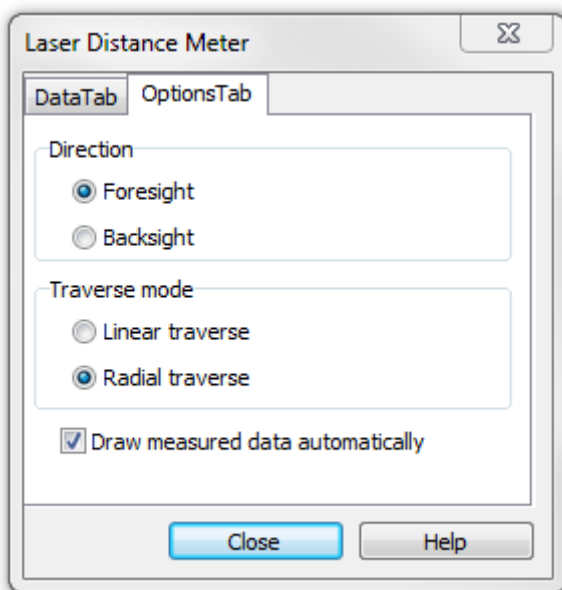 Laser Distance Meter
DataTab OptionsTab
Direction
Foresight
Backsight
Traverse mode
Linear traverse
Radial traverse
Draw measured data automatically
Close Help